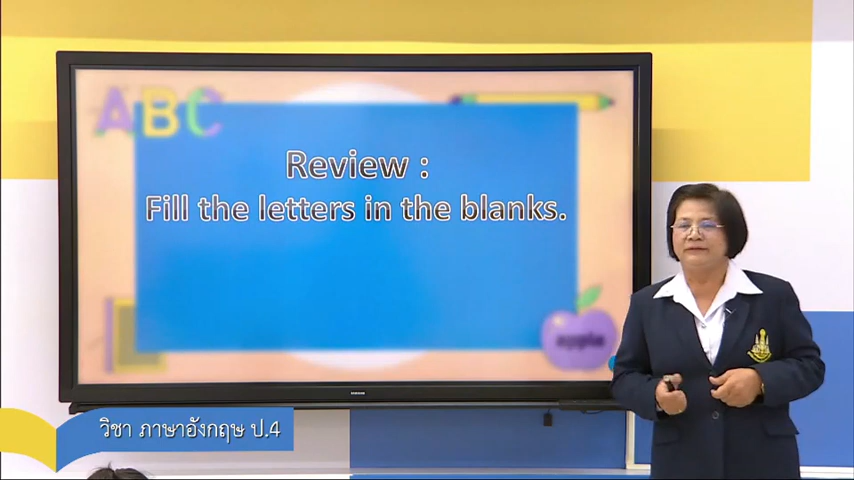 ABC
Review :
Fill the letters in the blanks.
apple
SAMSUNG
วิชา ภาษาอังกฤษ ป.4